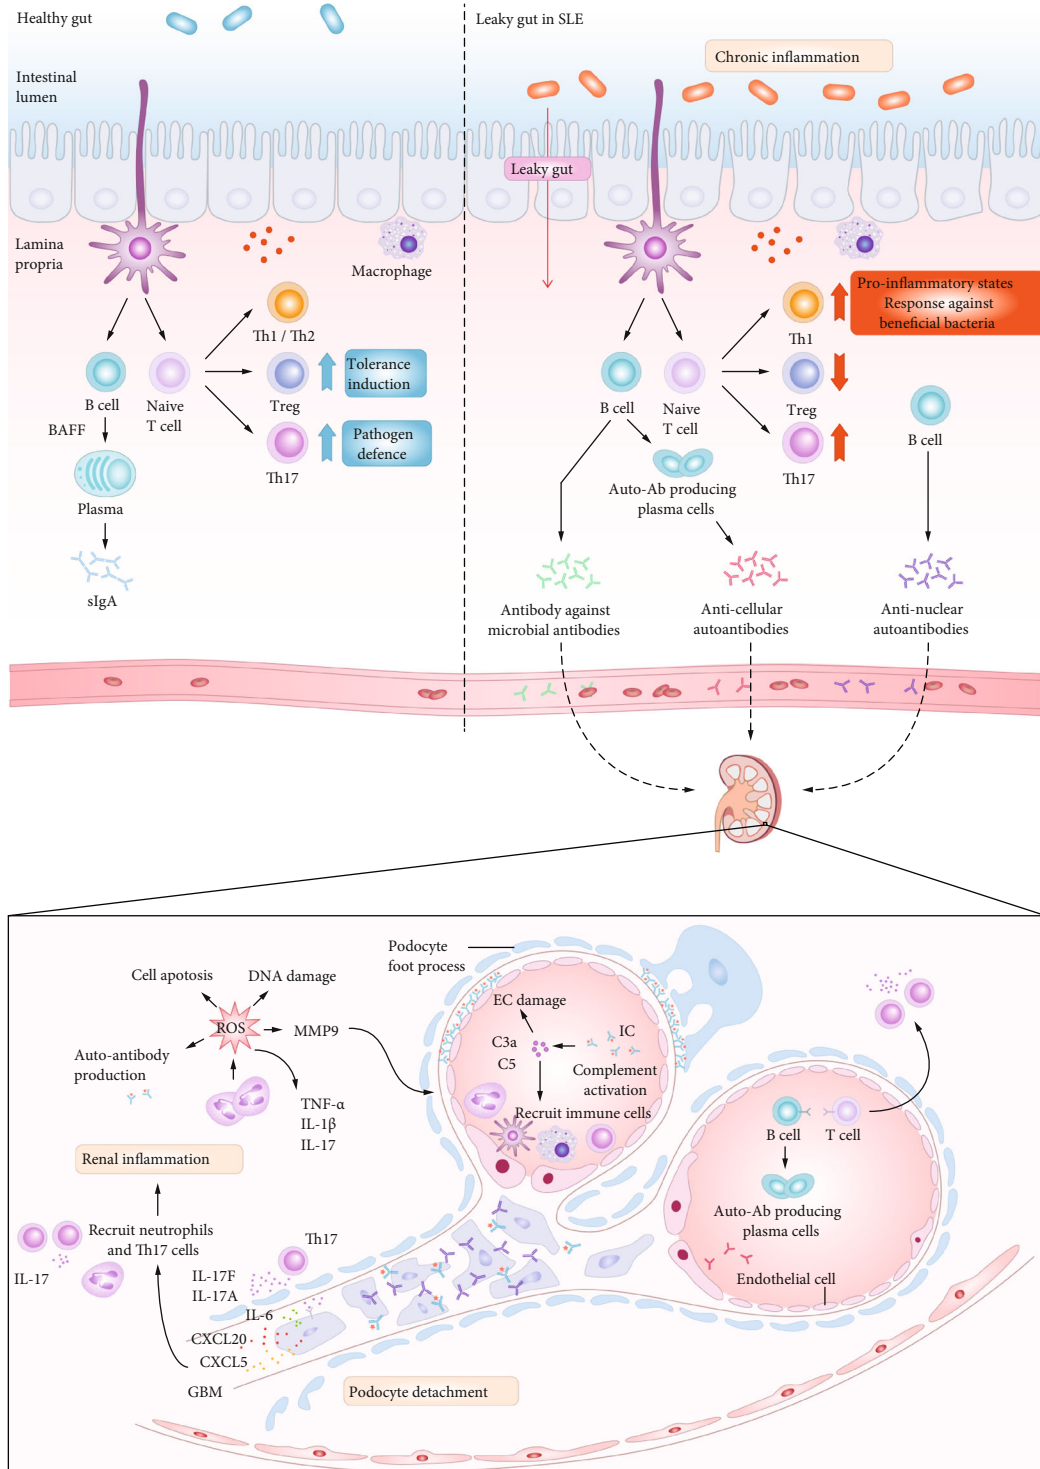 Healthy gut
Leaky gut in SLE
Chronic inflammation
Intestinal
lumen
Leaky gut
Lamina
propria
Macrophage
Th1 / Th2
Tolerance
induction
Treg
B cell
Naive
T cell
BAFF
Pathogen
defence
Th17
Plasma
sIgA
Pro-inflammatory states
Response against
beneficial bacteria
Th1
Treg
B cell
Naive
T cell
B cell
Th17
Auto-Ab producing
plasma cells
Antibody against
microbial antibodies
Anti-cellular
autoantibodies
Anti-nuclear
autoantibodies
Podocyte
foot process
Cell apotosis
DNA damage
ROS
MMP9
Auto-antibody
production
TNF-α
IL-1β
IL-17
EC damage
IC
C3a
C5
Complement
activation
Recruit immune cells
B cell
T cell
Auto-Ab producing
plasma cells
Endothelial cell
Renal inflammation
Recruit neutrophils
and Th17 cells
IL-17
Th17
IL-17F
IL-17A
IL-6
CXCL20
CXCL5
GBM
Podocyte detachment